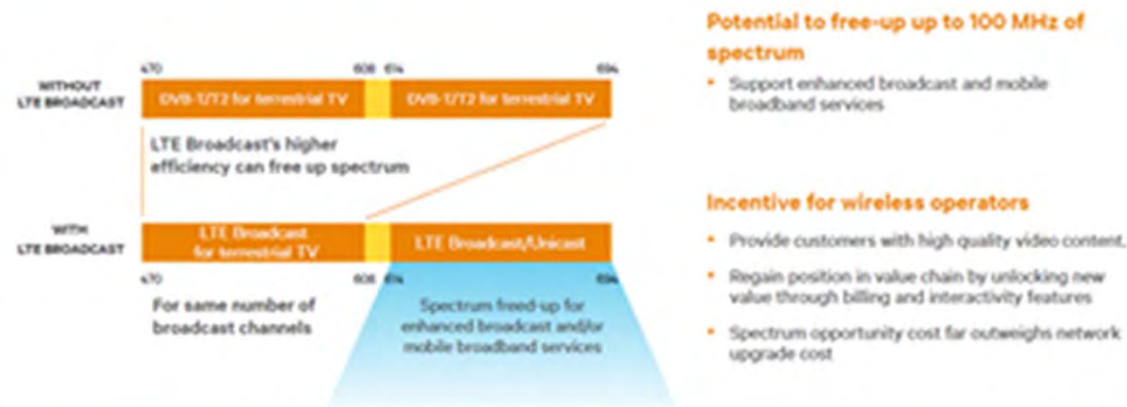 Potential to free-up up to 100 MHz of
spectrum
• Support enhanced broadcast and mobile
broadband services
470 608 614 694
WITHOUT
LTE BROADCAST
DVB-T/T2 for terrestrial TV
DVB-T/T2 for terrestrial TV
LTE Broadcast's higher
efficiency can free up spectrum
WITH
LTE BROADCAST
LTE Broadcast
for terrestrial TV
LTE Broadcast/Unicast
470 608 614 694
For same number of
broadcast channels
Spectrum freed-up for
enhanced broadcast and/or
mobile broadband services
Incentive for wireless operators
• Provide customers with high quality video content.
• Regain position in value chain by unlocking new
value through billing and interactivity features
• Spectrum opportunity cost far outweighs network
upgrade cost